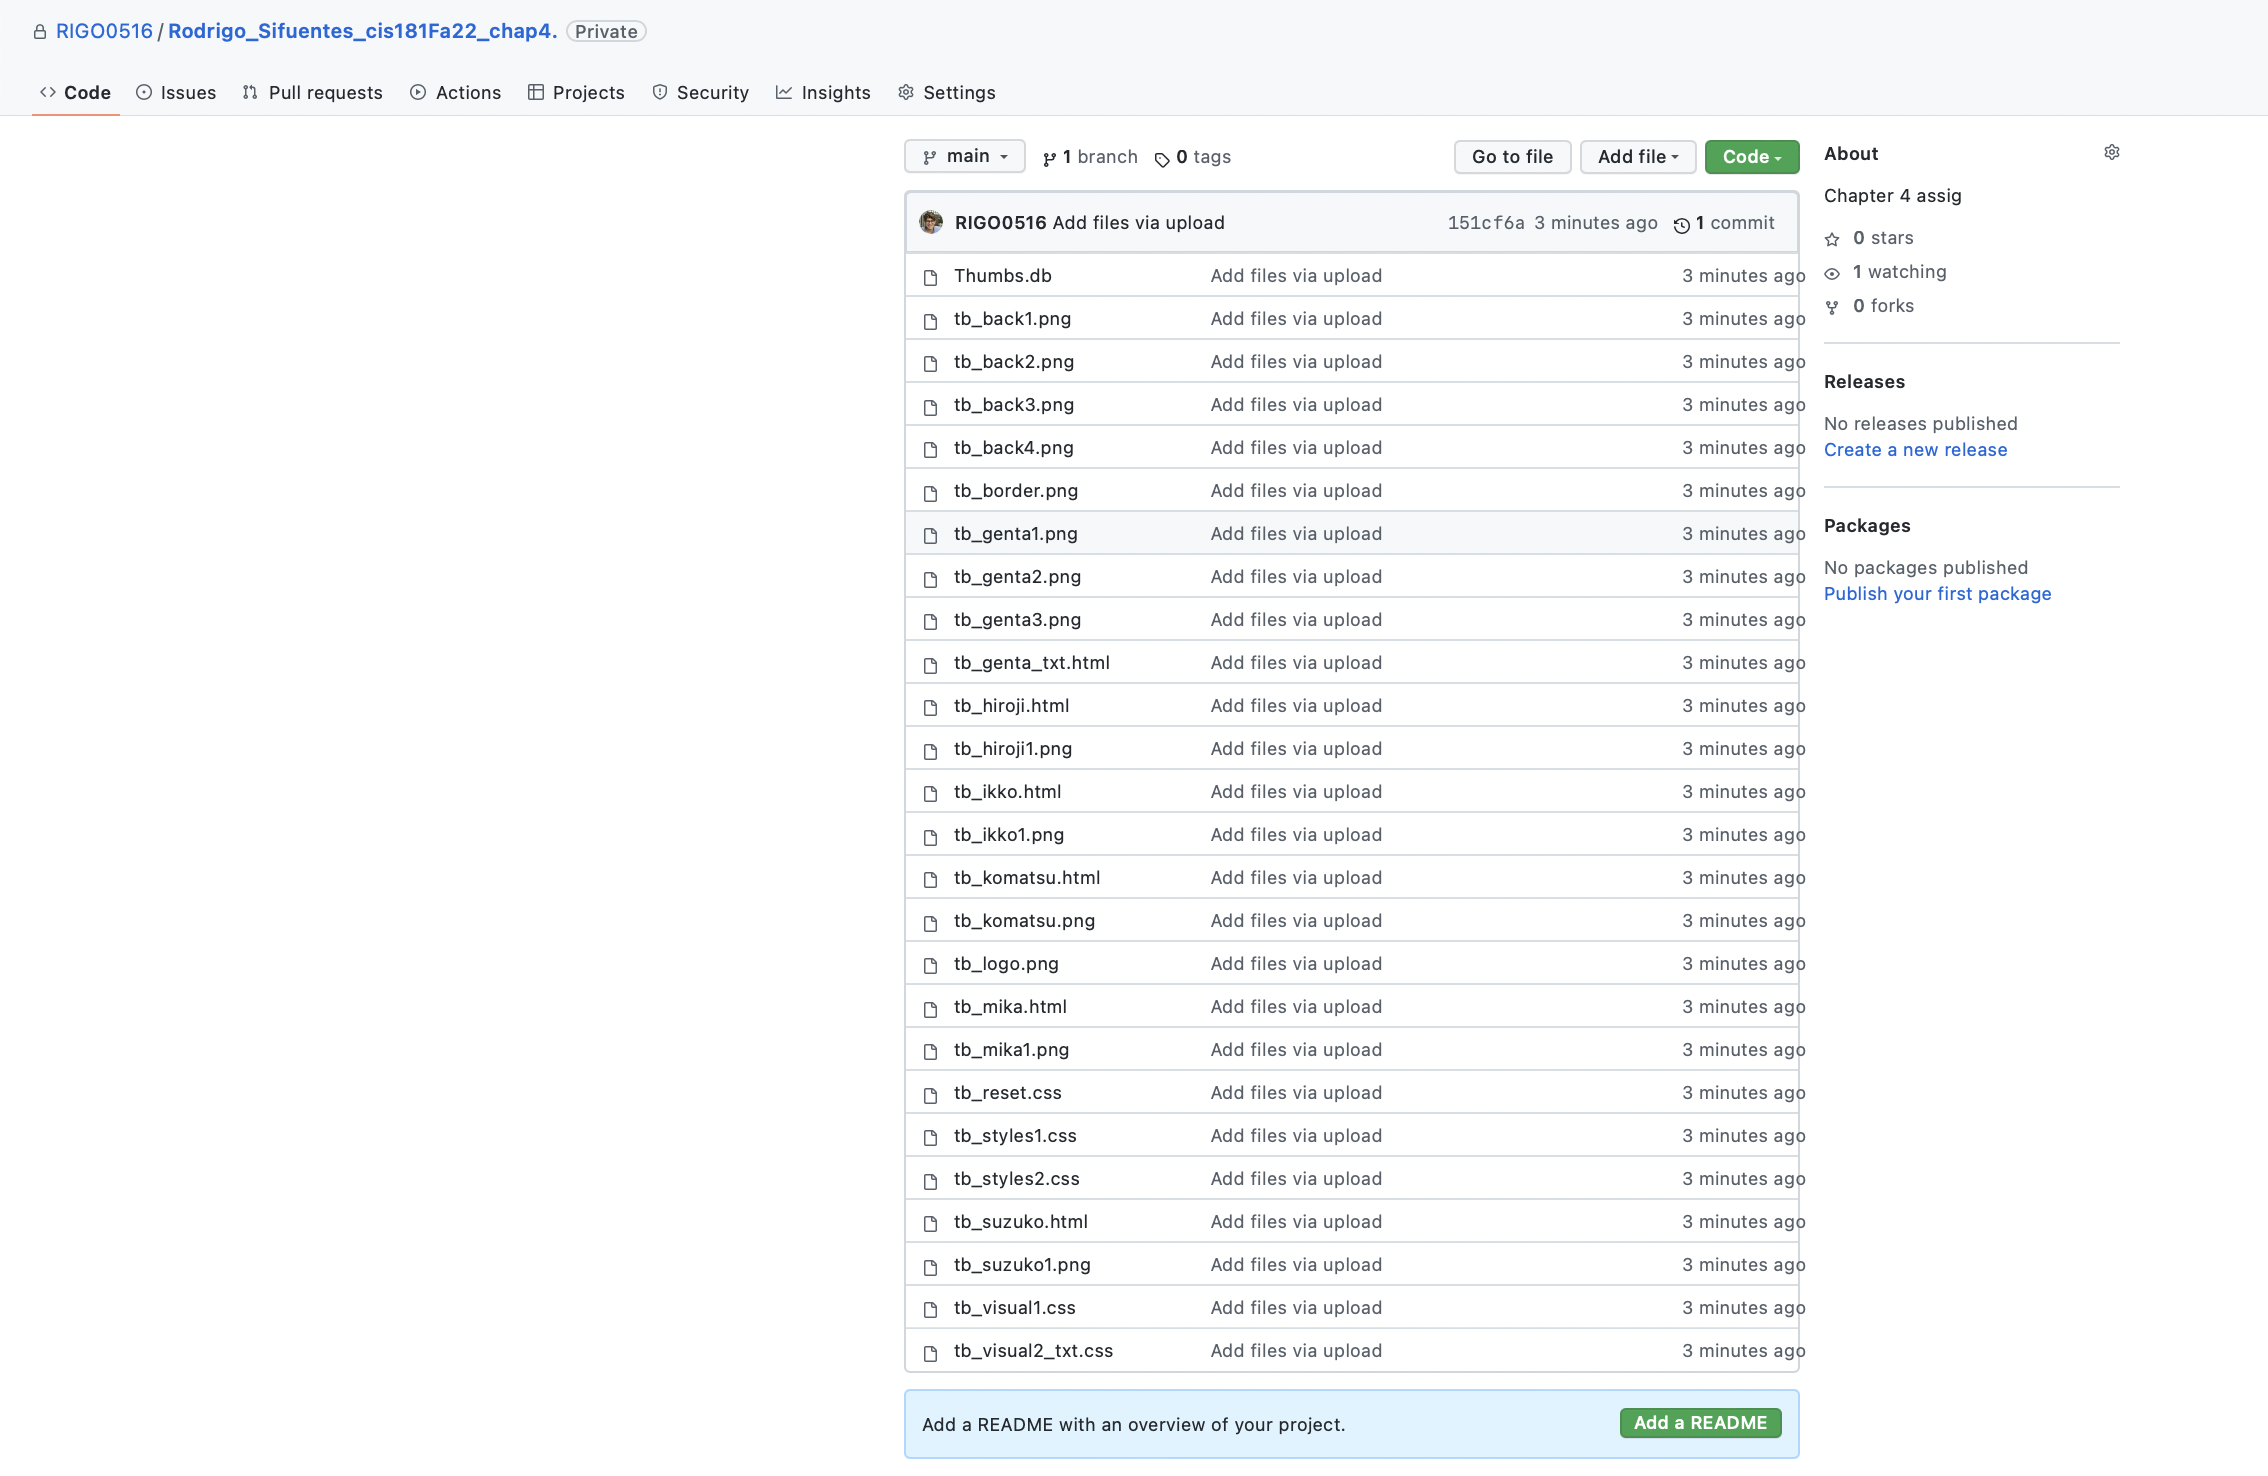 RIGO0516 / Rodrigo_Sifuentes_cis181Fa22_chap4. Private
Code Issues Pull requests Actions Projects Security Insights Settings
main 1 branch 0 tags Go to file Add file Code
RIGO0516 Add files via upload 151cf6a 3 minutes ago 1 commit
Thumbs.db Add files via upload 3 minutes ago
tb_back1.png Add files via upload 3 minutes ago
tb_back2.png Add files via upload 3 minutes ago
tb_back3.png Add files via upload 3 minutes ago
tb_back4.png Add files via upload 3 minutes ago
tb_border.png Add files via upload 3 minutes ago
tb_genta1.png Add files via upload 3 minutes ago
tb_genta2.png Add files via upload 3 minutes ago
tb_genta3.png Add files via upload 3 minutes ago
tb_genta_txt.html Add files via upload 3 minutes ago
tb_hiroji.html Add files via upload 3 minutes ago
tb_hiroji1.png Add files via upload 3 minutes ago
tb_ikko.html Add files via upload 3 minutes ago
tb_ikko1.png Add files via upload 3 minutes ago
tb_komatsu.html Add files via upload 3 minutes ago
tb_komatsu.png Add files via upload 3 minutes ago
tb_logo.png Add files via upload 3 minutes ago
tb_mika.html Add files via upload 3 minutes ago
tb_mika1.png Add files via upload 3 minutes ago
tb_reset.css Add files via upload 3 minutes ago
tb_styles1.css Add files via upload 3 minutes ago
tb_styles2.css Add files via upload 3 minutes ago
tb_suzuko.html Add files via upload 3 minutes ago
tb_suzuko1.png Add files via upload 3 minutes ago
tb_visual1.css Add files via upload 3 minutes ago
tb_visual2_txt.css Add files via upload 3 minutes ago
Add a README with an overview of your project. Add a README
About
Chapter 4 assig
0 stars
1 watching
0 forks
Releases
No releases published
Create a new release
Packages
No packages published
Publish your first package